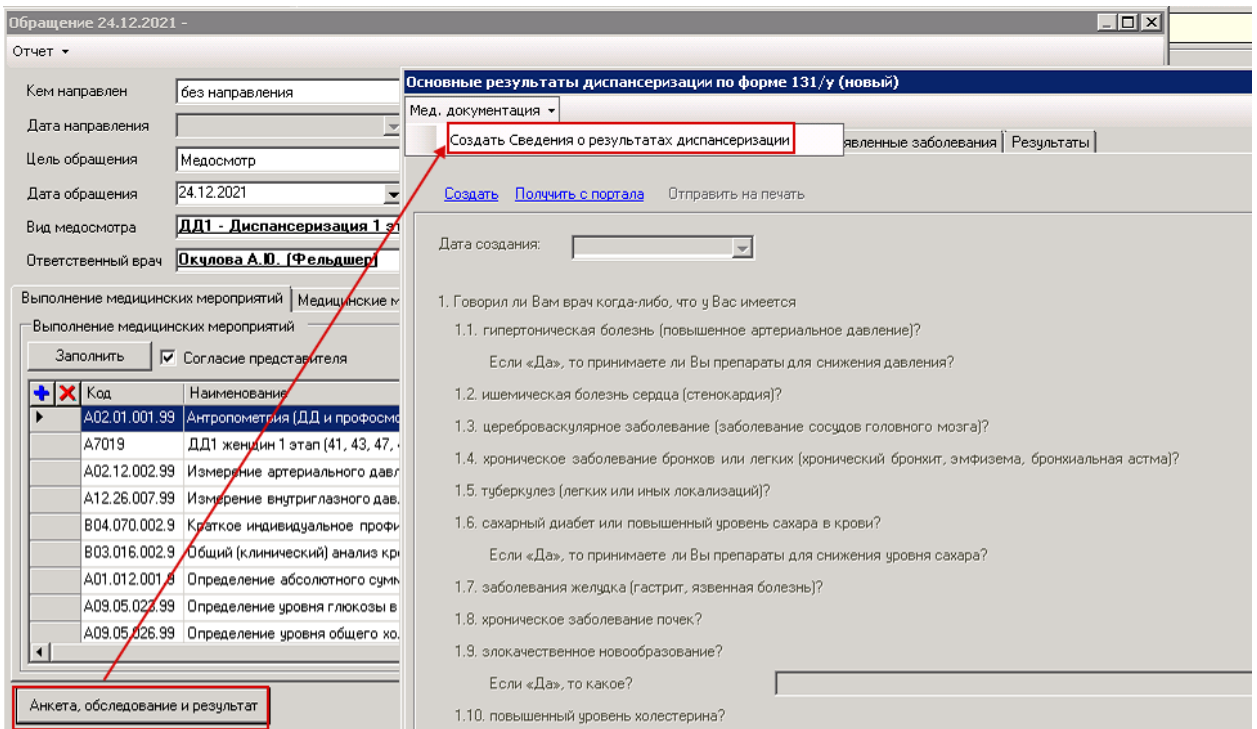 Обращение 24.12.2021 -
Отчет
Кем направлен без направления
Дата направления
Цель обращения Медосмотр
Дата обращения 24.12.2021
Вид медосмотра ДД1 - Диспансеризация 1 эт
Ответственный врач Окулова А.Ю. (Фельдшер)
Выполнение медицинских мероприятий Медицинские м
Выполнение медицинских мероприятий
Заполнить Согласие представителя
Код Наименование
A02.01.001.99 Антропометрия (ДД и профосмо
A7019 ДД1 женщин 1 этап (41, 43, 47,
A02.12.002.99 Измерение артериального давл
A12.26.007.99 Измерение внутриглазного дав.
B04.070.002.9 Краткое индивидуальное профи
B03.016.002.9 Общий (клинический) анализ кр
A01.012.001.9 Определение абсолютного сумм
A09.05.023.99 Определение уровня глюкозы в
A09.05.026.99 Определение уровня общего хо.
Анкета, обследование и результат
Основные результаты диспансеризации по форме 131/у (новый)
Мед. документация
Создать Сведения о результатах диспансеризации
явленные заболевания Результаты
Создать Получить с портала Отправить на печать
Дата создания:
1. Говорил ли Вам врач когда-либо, что у Вас имеется
1.1. гипертоническая болезнь (повышенное артериальное давление)?
Если «Да», то принимаете ли Вы препараты для снижения давления?
1.2. ишемическая болезнь сердца (стенокардия)?
1.3. цереброваскулярное заболевание (заболевание сосудов головного мозга)?
1.4. хроническое заболевание бронхов или легких (хронический бронхит, эмфизема, бронхиальная астма)?
1.5. туберкулез (легких или иных локализаций)?
1.6. сахарный диабет или повышенный уровень сахара в крови?
Если «Да», то принимаете ли Вы препараты для снижения уровня сахара?
1.7. заболевания желудка (гастрит, язвенная болезнь)?
1.8. хроническое заболевание почек?
1.9. злокачественное новообразование?
Если «Да», то какое?
1.10. повышенный уровень холестерина?